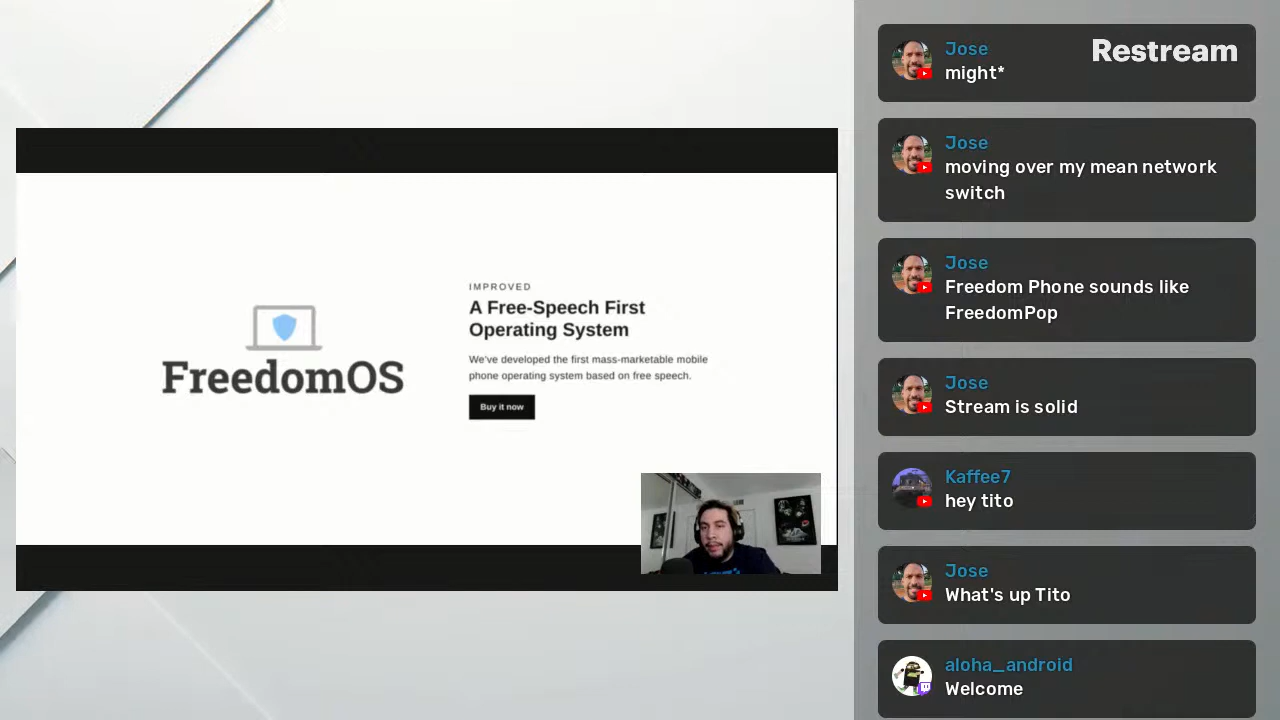 IMPROVED
A Free-Speech First
Operating System
FreedomOS
We've developed the first mass-marketable mobile
phone operating system based on free speech.
Buy it now
Restream
Jose
might*
Jose
moving over my mean network
switch
Jose
Freedom Phone sounds like
FreedomPop
Jose
Stream is solid
Kaffee7
hey tito
Jose
What's up Tito
aloha_android
Welcome